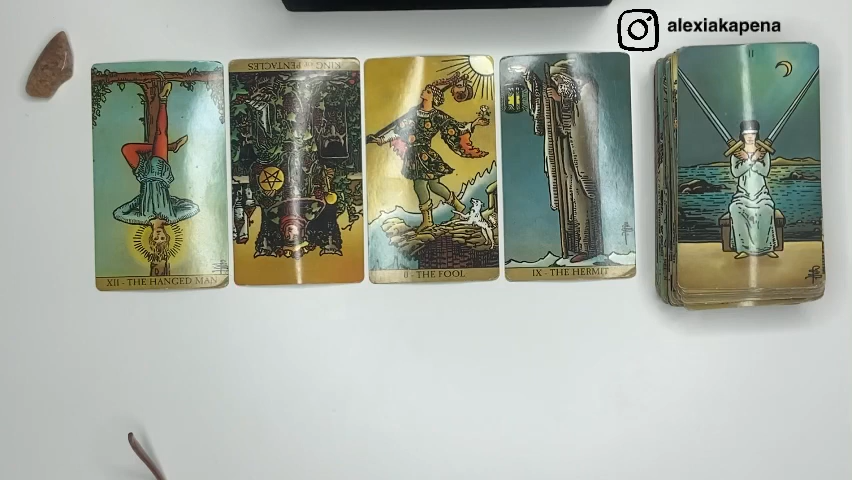 alexiakapena
II
KING OF PENTACLES
XII - THE HANGED MAN
0 - THE FOOL
IX - THE HERMIT